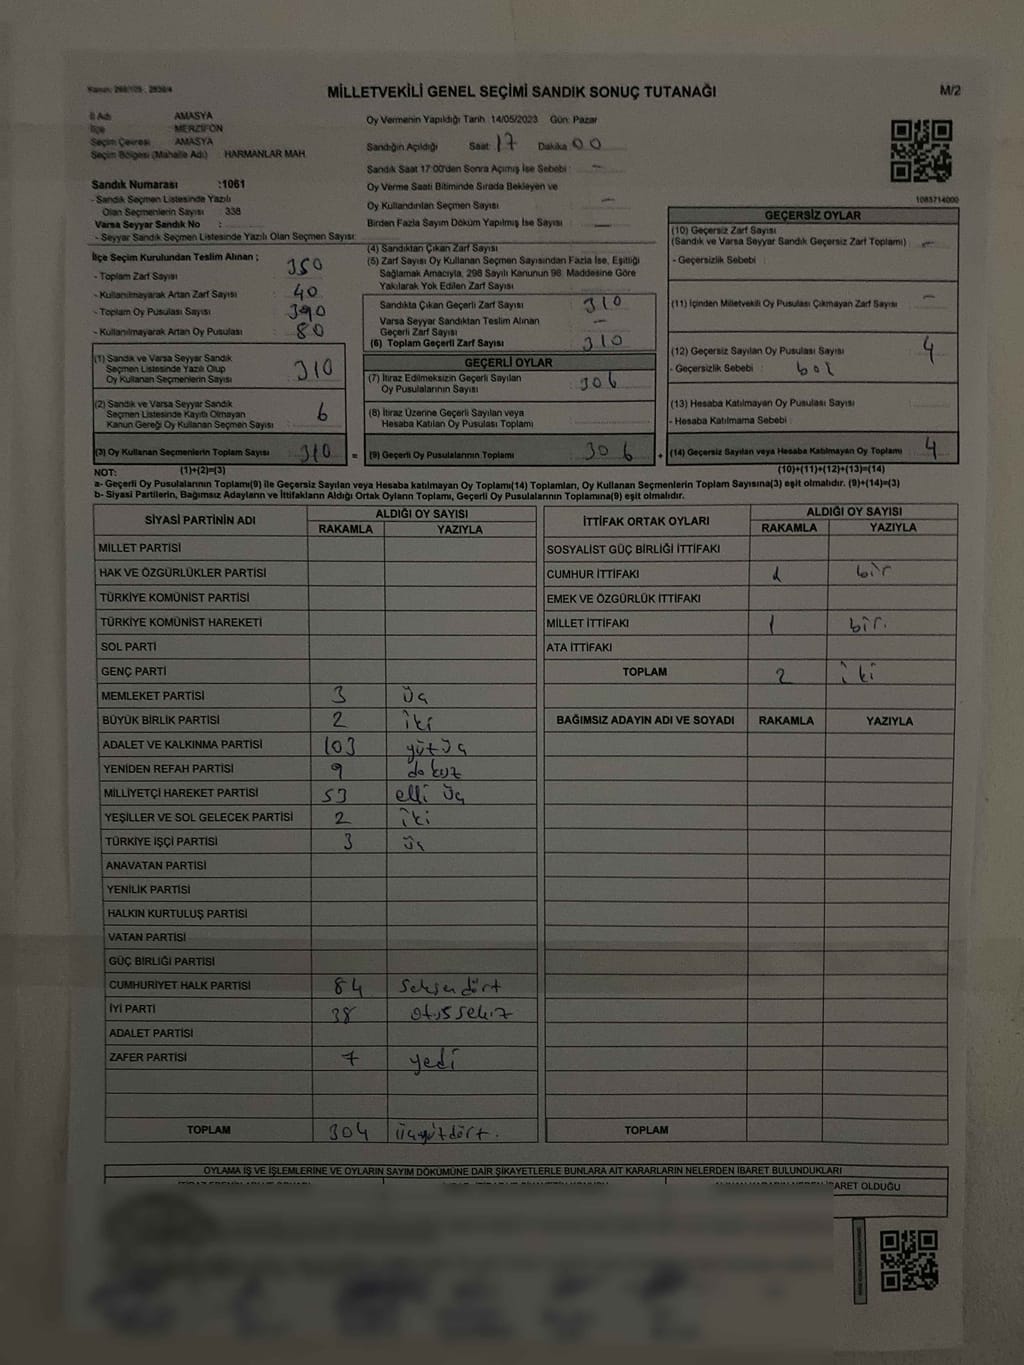 Kanun: 298/105 - 2839/4
MİLLETVEKİLİ GENEL SEÇİMİ SANDIK SONUÇ TUTANAĞI
M/2
İl Adı AMASYA
İlçe MERZİFON
Seçim Çevresi AMASYA
Seçim Bölgesi (Mahalle Adı) : HARMANLAR MAH
Sandık Numarası :1061
- Sandık Seçmen Listesinde Yazılı
Olan Seçmenlerin Sayısı : 338
Varsa Seyyar Sandık No :
- Seyyar Sandık Seçmen Listesinde Yazılı Olan Seçmen Sayısı:
Oy Vermenin Yapıldığı Tarih 14/05/2023 Gün: Pazar
Sandığın Açıldığı Saat: 17 Dakika 00
Sandık Saat 17:00'den Sonra Açımış İse Sebebi : —
Oy Verme Saati Bitiminde Sırada Bekleyen ve
Oy Kullandırılan Seçmen Sayısı : —
Birden Fazla Sayım Döküm Yapılmış İse Sayısı : —
1083714000
İlçe Seçim Kurulundan Teslim Alınan ;
- Toplam Zarf Sayısı : 350
- Kullanılmayarak Artan Zarf Sayısı : 40
- Toplam Oy Pusulası Sayısı : 390
- Kullanılmayarak Artan Oy Pusulası : 80
(1) Sandık ve Varsa Seyyar Sandık
Seçmen Listesinde Yazılı Olup
Oy Kullanan Seçmenlerin Sayısı : 310
(2) Sandık ve Varsa Seyyar Sandık
Seçmen Listesinde Kayıtlı Olmayan
Kanun Gereği Oy Kullanan Seçmen Sayısı : 6
(3) Oy Kullanan Seçmenlerin Toplam Sayısı : 310 =
(4) Sandıktan Çıkan Zarf Sayısı :
(5) Zarf Sayısı Oy Kullanan Seçmen Sayısından Fazla İse, Eşitliği
Sağlamak Amacıyla, 298 Sayılı Kanunun 98. Maddesine Göre
Yakılarak Yok Edilen Zarf Sayısı :
Sandıkta Çıkan Geçerli Zarf Sayısı : 310
Varsa Seyyar Sandıktan Teslim Alınan
Geçerli Zarf Sayısı : —
(6) Toplam Geçerli Zarf Sayısı : 310
GEÇERLİ OYLAR
(7) İtiraz Edilmeksizin Geçerli Sayılan
Oy Pusulalarının Sayısı : 306
(8) İtiraz Üzerine Geçerli Sayılan veya
Hesaba Katılan Oy Pusulası Toplamı :
(9) Geçerli Oy Pusulalarının Toplamı : 306 +
GEÇERSİZ OYLAR
(10) Geçersiz Zarf Sayısı
(Sandık ve Varsa Seyyar Sandık Geçersiz Zarf Toplamı) : —
- Geçersizlik Sebebi :
(11) İçinden Milletvekili Oy Pusulası Çıkmayan Zarf Sayısı : —
(12) Geçersiz Sayılan Oy Pusulası Sayısı : 4
- Geçersizlik Sebebi :
(13) Hesaba Katılmayan Oy Pusulası Sayısı :
- Hesaba Katılmama Sebebi :
(14) Geçersiz Sayılan veya Hesaba Katılmayan Oy Toplamı : 4
NOT: (1)+(2)=(3) (10)+(11)+(12)+(13)=(14)
a- Geçerli Oy Pusulalarının Toplamı(9) ile Geçersiz Sayılan veya Hesaba katılmayan Oy Toplamı(14) Toplamları, Oy Kullanan Seçmenlerin Toplam Sayısına(3) eşit olmalıdır. (9)+(14)=(3)
b- Siyasi Partilerin, Bağımsız Adayların ve İttifakların Aldığı Ortak Oyların Toplamı, Geçerli Oy Pusulalarının Toplamına(9) eşit olmalıdır.
SİYASİ PARTİNİN ADI ALDIĞI OY SAYISI
RAKAMLA YAZIYLA
MİLLET PARTİSİ
HAK VE ÖZGÜRLÜKLER PARTİSİ
TÜRKİYE KOMÜNİST PARTİSİ
TÜRKİYE KOMÜNİST HAREKETİ
SOL PARTİ
GENÇ PARTİ
MEMLEKET PARTİSİ 3 üç
BÜYÜK BİRLİK PARTİSİ 2 iki
ADALET VE KALKINMA PARTİSİ 103 yüzüç
YENİDEN REFAH PARTİSİ 9 dokuz
MİLLİYETÇİ HAREKET PARTİSİ 53 elli üç
YEŞİLLER VE SOL GELECEK PARTİSİ 2 iki
TÜRKİYE İŞÇİ PARTİSİ 3 üç
ANAVATAN PARTİSİ
YENİLİK PARTİSİ
HALKIN KURTULUŞ PARTİSİ
VATAN PARTİSİ
GÜÇ BİRLİĞİ PARTİSİ
CUMHURİYET HALK PARTİSİ 84 seksendört
İYİ PARTİ 38 otuzsekiz
ADALET PARTİSİ
ZAFER PARTİSİ 7 yedi
TOPLAM 304 üçyüzdört.
İTTİFAK ORTAK OYLARI ALDIĞI OY SAYISI
RAKAMLA YAZIYLA
SOSYALİST GÜÇ BİRLİĞİ İTTİFAKI
CUMHUR İTTİFAKI 1 bir
EMEK VE ÖZGÜRLÜK İTTİFAKI
MİLLET İTTİFAKI 1 bir.
ATA İTTİFAKI
TOPLAM 2 iki
BAĞIMSIZ ADAYIN ADI VE SOYADI RAKAMLA YAZIYLA
TOPLAM
OYLAMA İŞ VE İŞLEMLERİNE VE OYLARIN SAYIM DÖKÜMÜNE DAİR ŞİKAYETLERLE BUNLARA AİT KARARLARIN NELERDEN İBARET BULUNDUKLARI
İBARET OLDUĞU